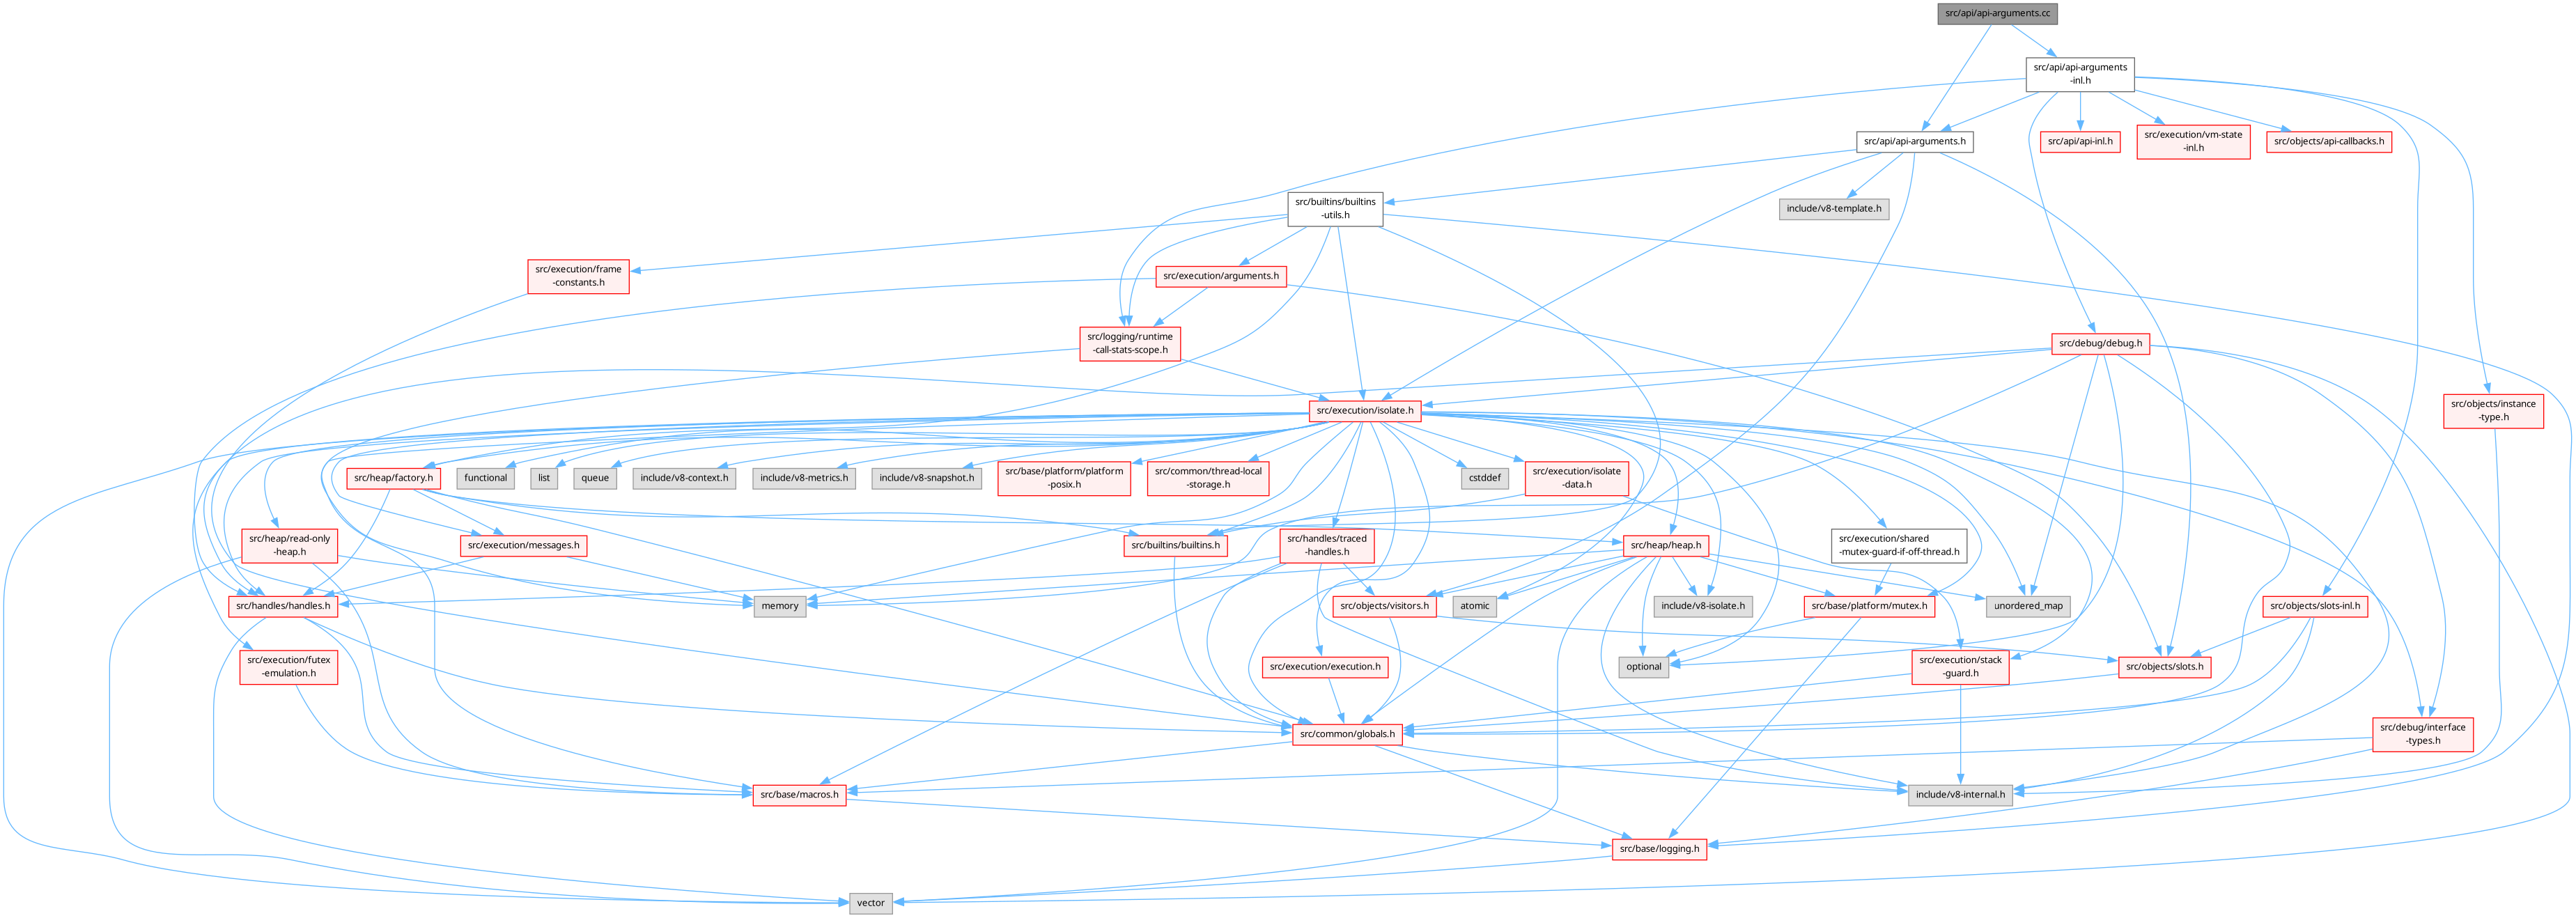 src/api/api-arguments.cc
src/api/api-arguments
-inl.h
src/api/api-arguments.h
src/api/api-inl.h
src/execution/vm-state
-inl.h
src/objects/api-callbacks.h
src/builtins/builtins
-utils.h
include/v8-template.h
src/execution/frame
-constants.h
src/execution/arguments.h
src/logging/runtime
-call-stats-scope.h
src/debug/debug.h
src/execution/isolate.h
src/objects/instance
-type.h
src/heap/factory.h
functional
list
queue
include/v8-context.h
include/v8-metrics.h
include/v8-snapshot.h
src/base/platform/platform
-posix.h
src/common/thread-local
-storage.h
cstddef
src/execution/isolate
-data.h
src/heap/read-only
-heap.h
src/execution/messages.h
src/builtins/builtins.h
src/handles/traced
-handles.h
src/heap/heap.h
src/execution/shared
-mutex-guard-if-off-thread.h
src/handles/handles.h
memory
src/objects/visitors.h
atomic
include/v8-isolate.h
src/base/platform/mutex.h
unordered_map
src/objects/slots-inl.h
src/execution/futex
-emulation.h
src/execution/execution.h
optional
src/execution/stack
-guard.h
src/objects/slots.h
src/common/globals.h
src/debug/interface
-types.h
src/base/macros.h
include/v8-internal.h
src/base/logging.h
vector